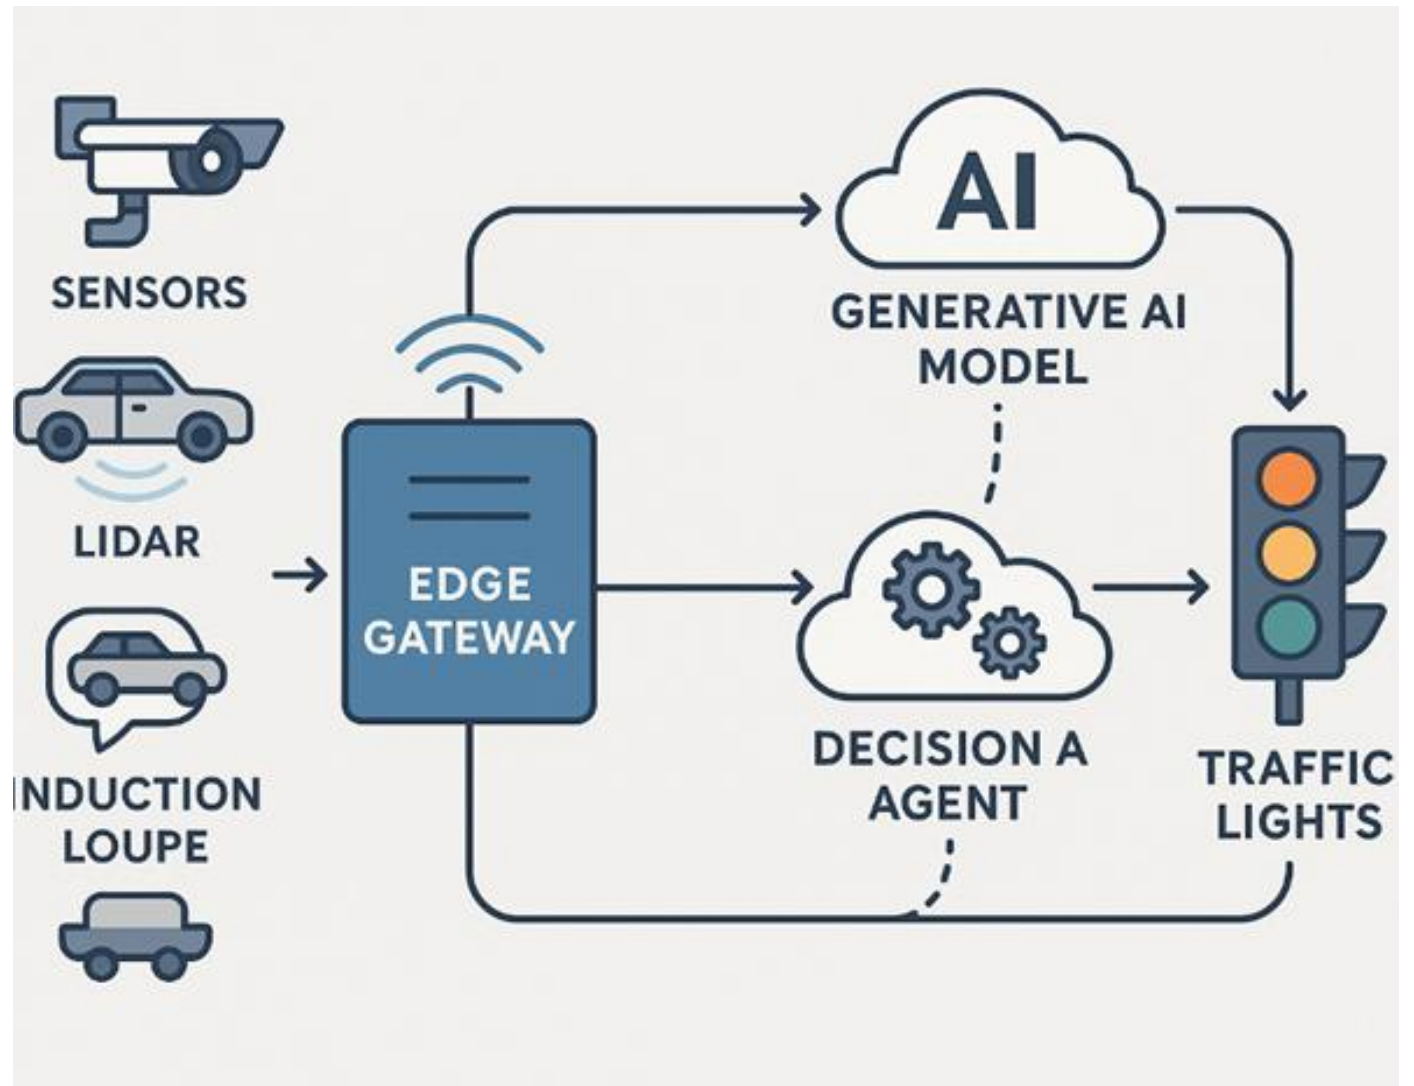 SENSORS
LIDAR
INDUCTION
LOUPE
EDGE
GATEWAY
AI
GENERATIVE AI
MODEL
DECISION A
AGENT
TRAFFIC
LIGHTS